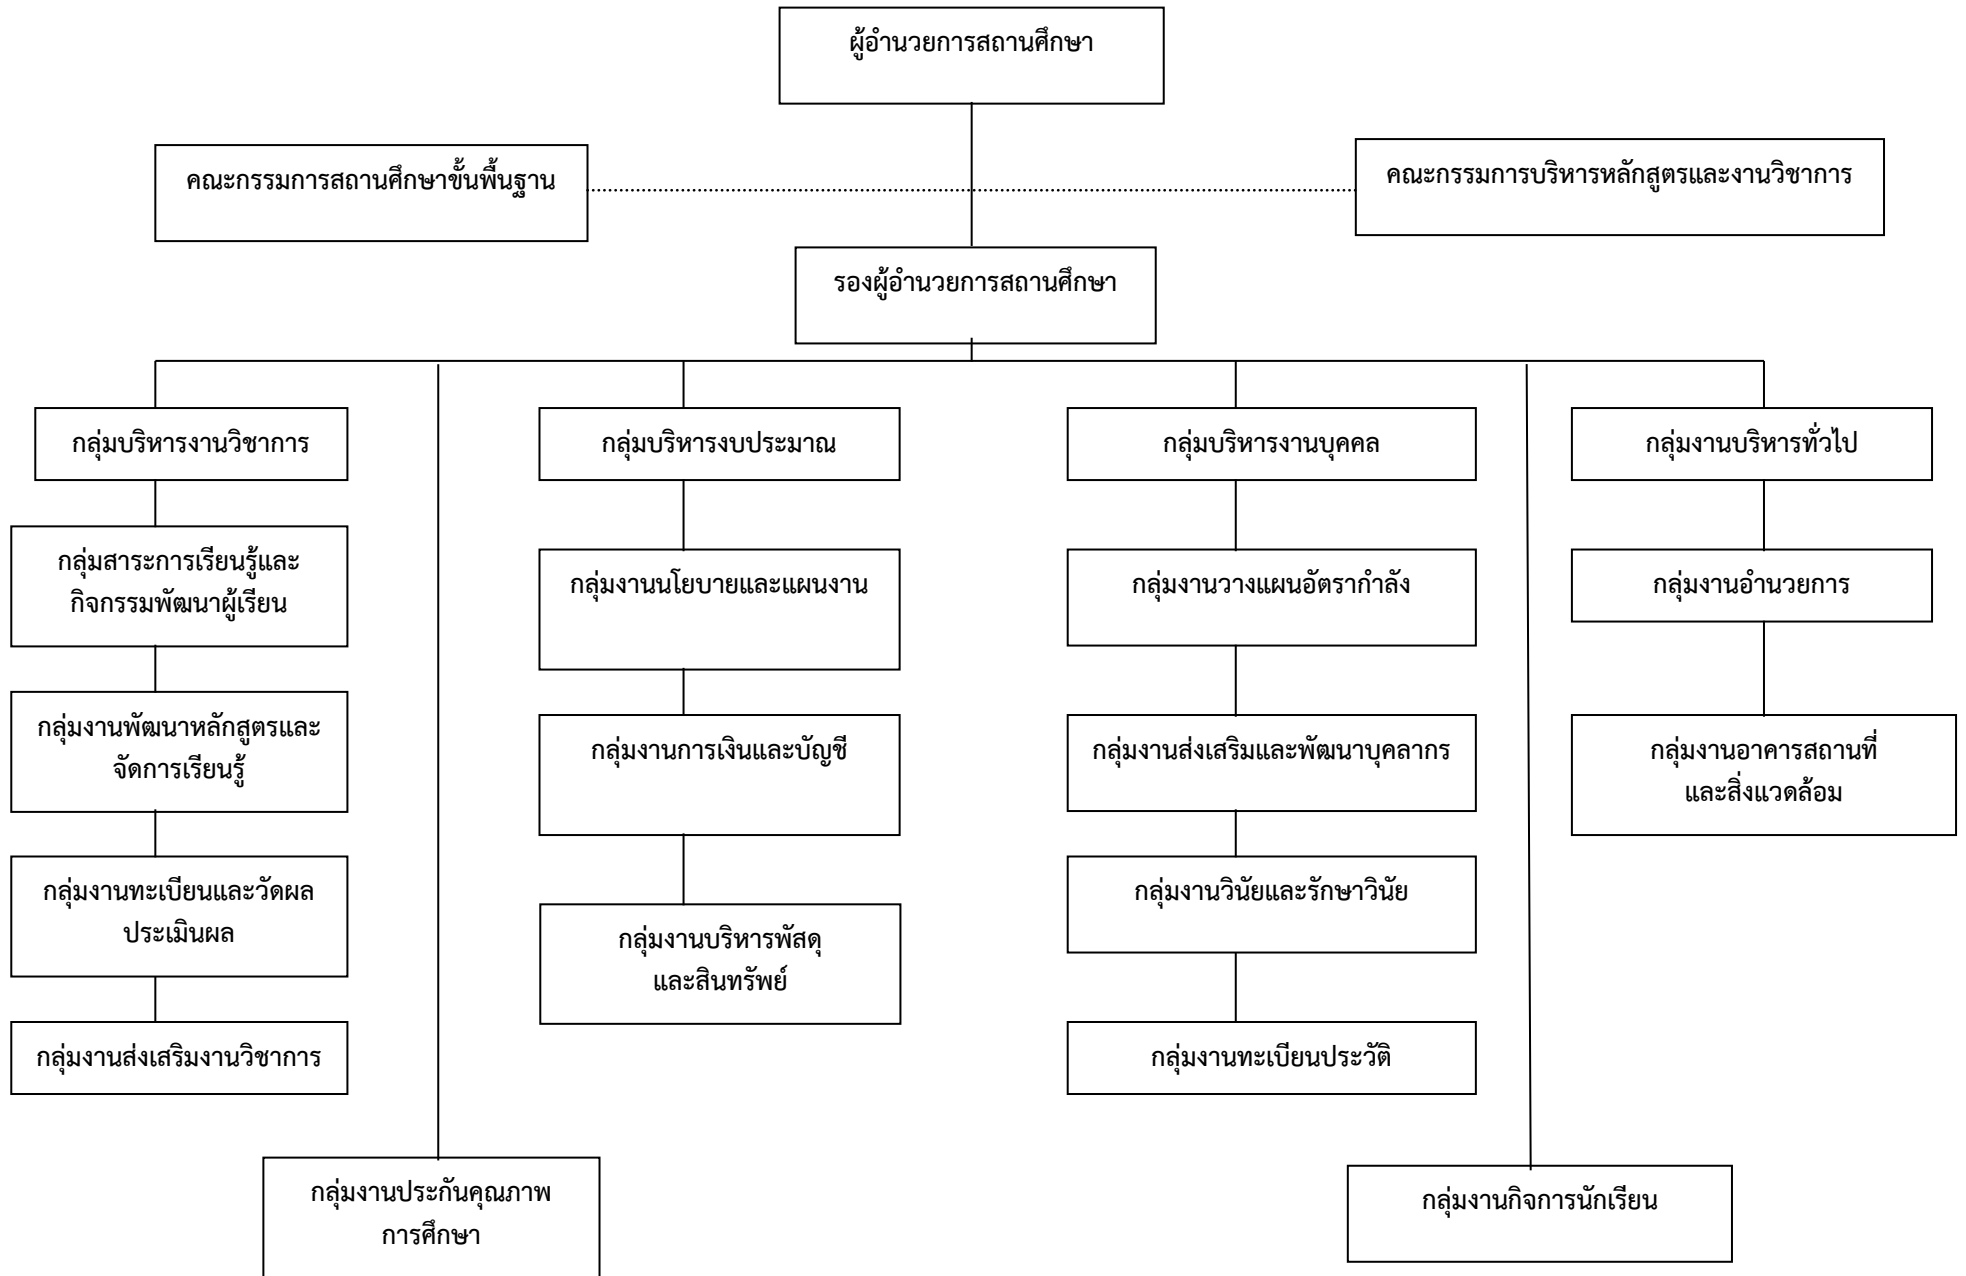 ผู้อำนวยการสถานศึกษา
คณะกรรมการสถานศึกษาขั้นพื้นฐาน
คณะกรรมการบริหารหลักสูตรและงานวิชาการ
รองผู้อำนวยการสถานศึกษา
กลุ่มบริหารงานวิชาการ
กลุ่มสาระการเรียนรู้และ
กิจกรรมพัฒนาผู้เรียน
กลุ่มงานพัฒนาหลักสูตรและ
จัดการเรียนรู้
กลุ่มงานทะเบียนและวัดผล
ประเมินผล
กลุ่มงานส่งเสริมงานวิชาการ
กลุ่มงานประกันคุณภาพ
การศึกษา
กลุ่มบริหารงบประมาณ
กลุ่มงานนโยบายและแผนงาน
กลุ่มงานการเงินและบัญชี
กลุ่มงานบริหารพัสดุ
และสินทรัพย์
กลุ่มบริหารงานบุคคล
กลุ่มงานวางแผนอัตรากำลัง
กลุ่มงานส่งเสริมและพัฒนาบุคลากร
กลุ่มงานวินัยและรักษาวินัย
กลุ่มงานทะเบียนประวัติ
กลุ่มงานกิจการนักเรียน
กลุ่มงานบริหารทั่วไป
กลุ่มงานอำนวยการ
กลุ่มงานอาคารสถานที่
และสิ่งแวดล้อม